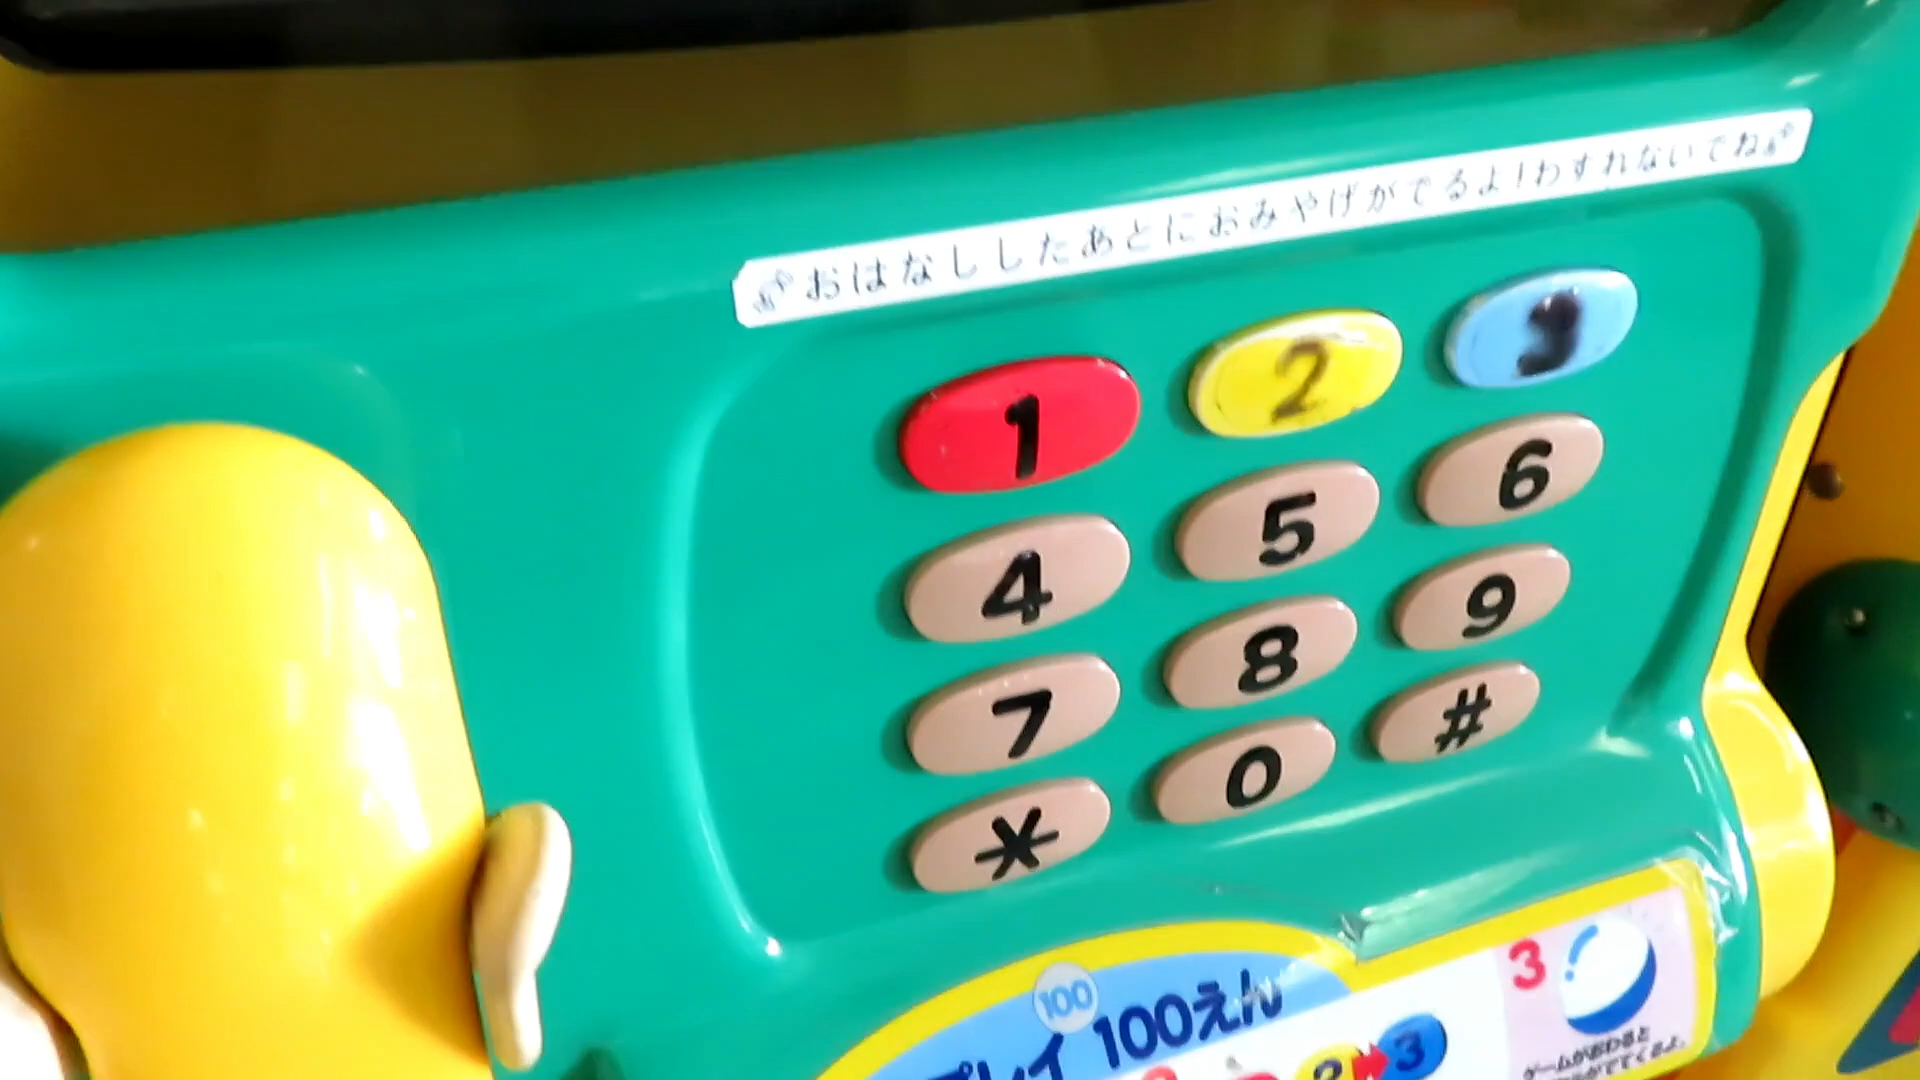 おはなししたあとにおみやげがでるよ!わすれないでね
1 2 3
4 5 6
7 8 9
* 0 #
100
プレイ 100えん
2 3
3
ゲームがおわると